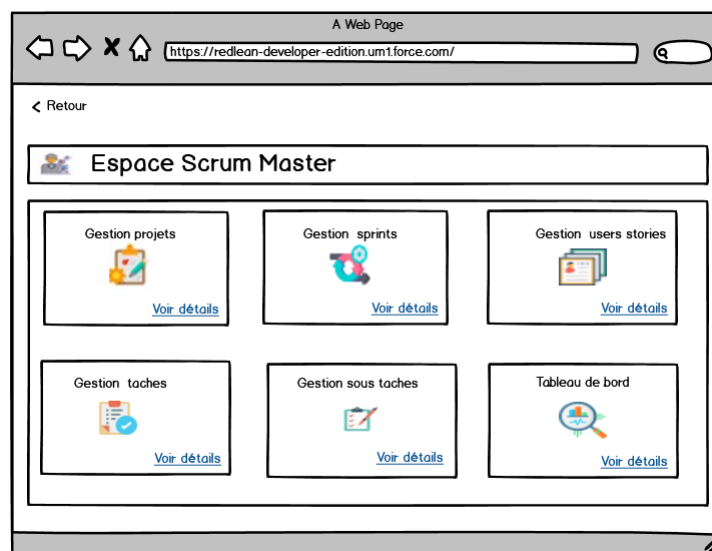 A Web Page
https://redlean-developer-edition.um1.force.com/
Retour
Espace Scrum Master
Gestion projets
Voir détails
Gestion sprints
Voir détails
Gestion users stories
Voir détails
Gestion taches
Voir détails
Gestion sous taches
Voir détails
Tableau de bord
Voir détails